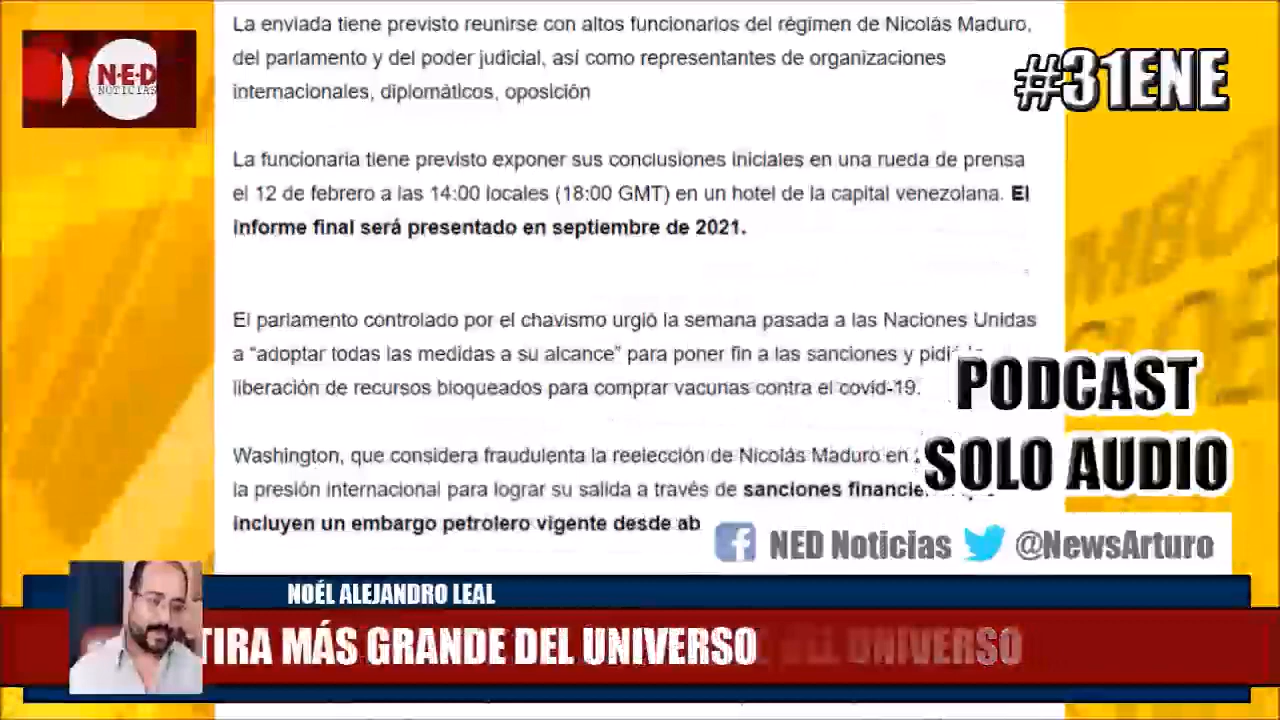 La enviada tiene previsto reunirse con altos funcionarios del régimen de Nicolás Maduro,
del parlamento y del poder judicial, así como representantes de organizaciones
internacionales, diplomáticos, oposición
N·E·D
NOTICIAS
#31ENE
La funcionaria tiene previsto exponer sus conclusiones iniciales en una rueda de prensa
el 12 de febrero a las 14:00 locales (18:00 GMT) en un hotel de la capital venezolana. El
informe final será presentado en septiembre de 2021.
El parlamento controlado por el chavismo urgió la semana pasada a las Naciones Unidas
a “adoptar todas las medidas a su alcance” para poner fin a las sanciones y pidió
liberación de recursos bloqueados para comprar vacunas contra el covid-19.
PODCAST
SOLO AUDIO
Washington, que considera fraudulenta la reelección de Nicolás Maduro en
la presión internacional para lograr su salida a través de sanciones
incluyen un embargo petrolero vigente desde ab
NED Noticias @NewsArturo
NOÉL ALEJANDRO LEAL
TIRA MÁS GRANDE DEL UNIVERSO